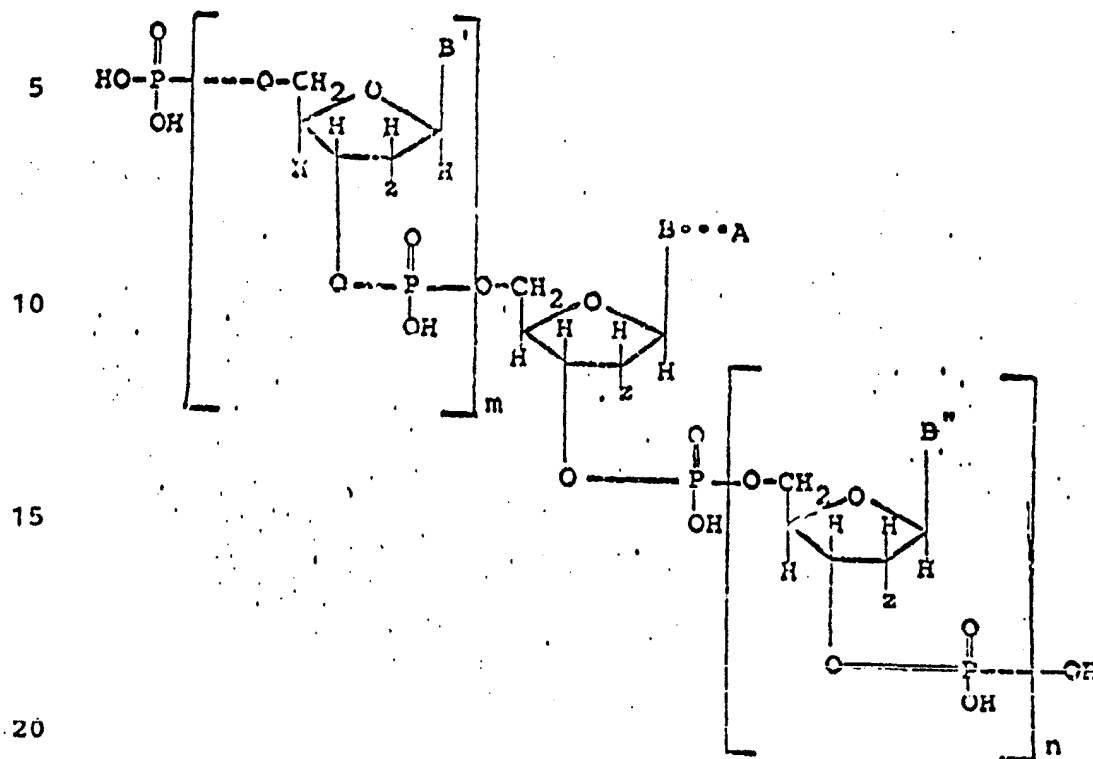 O
B'
5 HO-P-O-CH2 O
OH H H
H H
z
B•••A
O
O-P-O-CH2 O
10
OH H H
H H
z
m
O B"
O-P-O-CH2 O
15 OH H H
H H
z
O
O-P-OH
OH
20 n